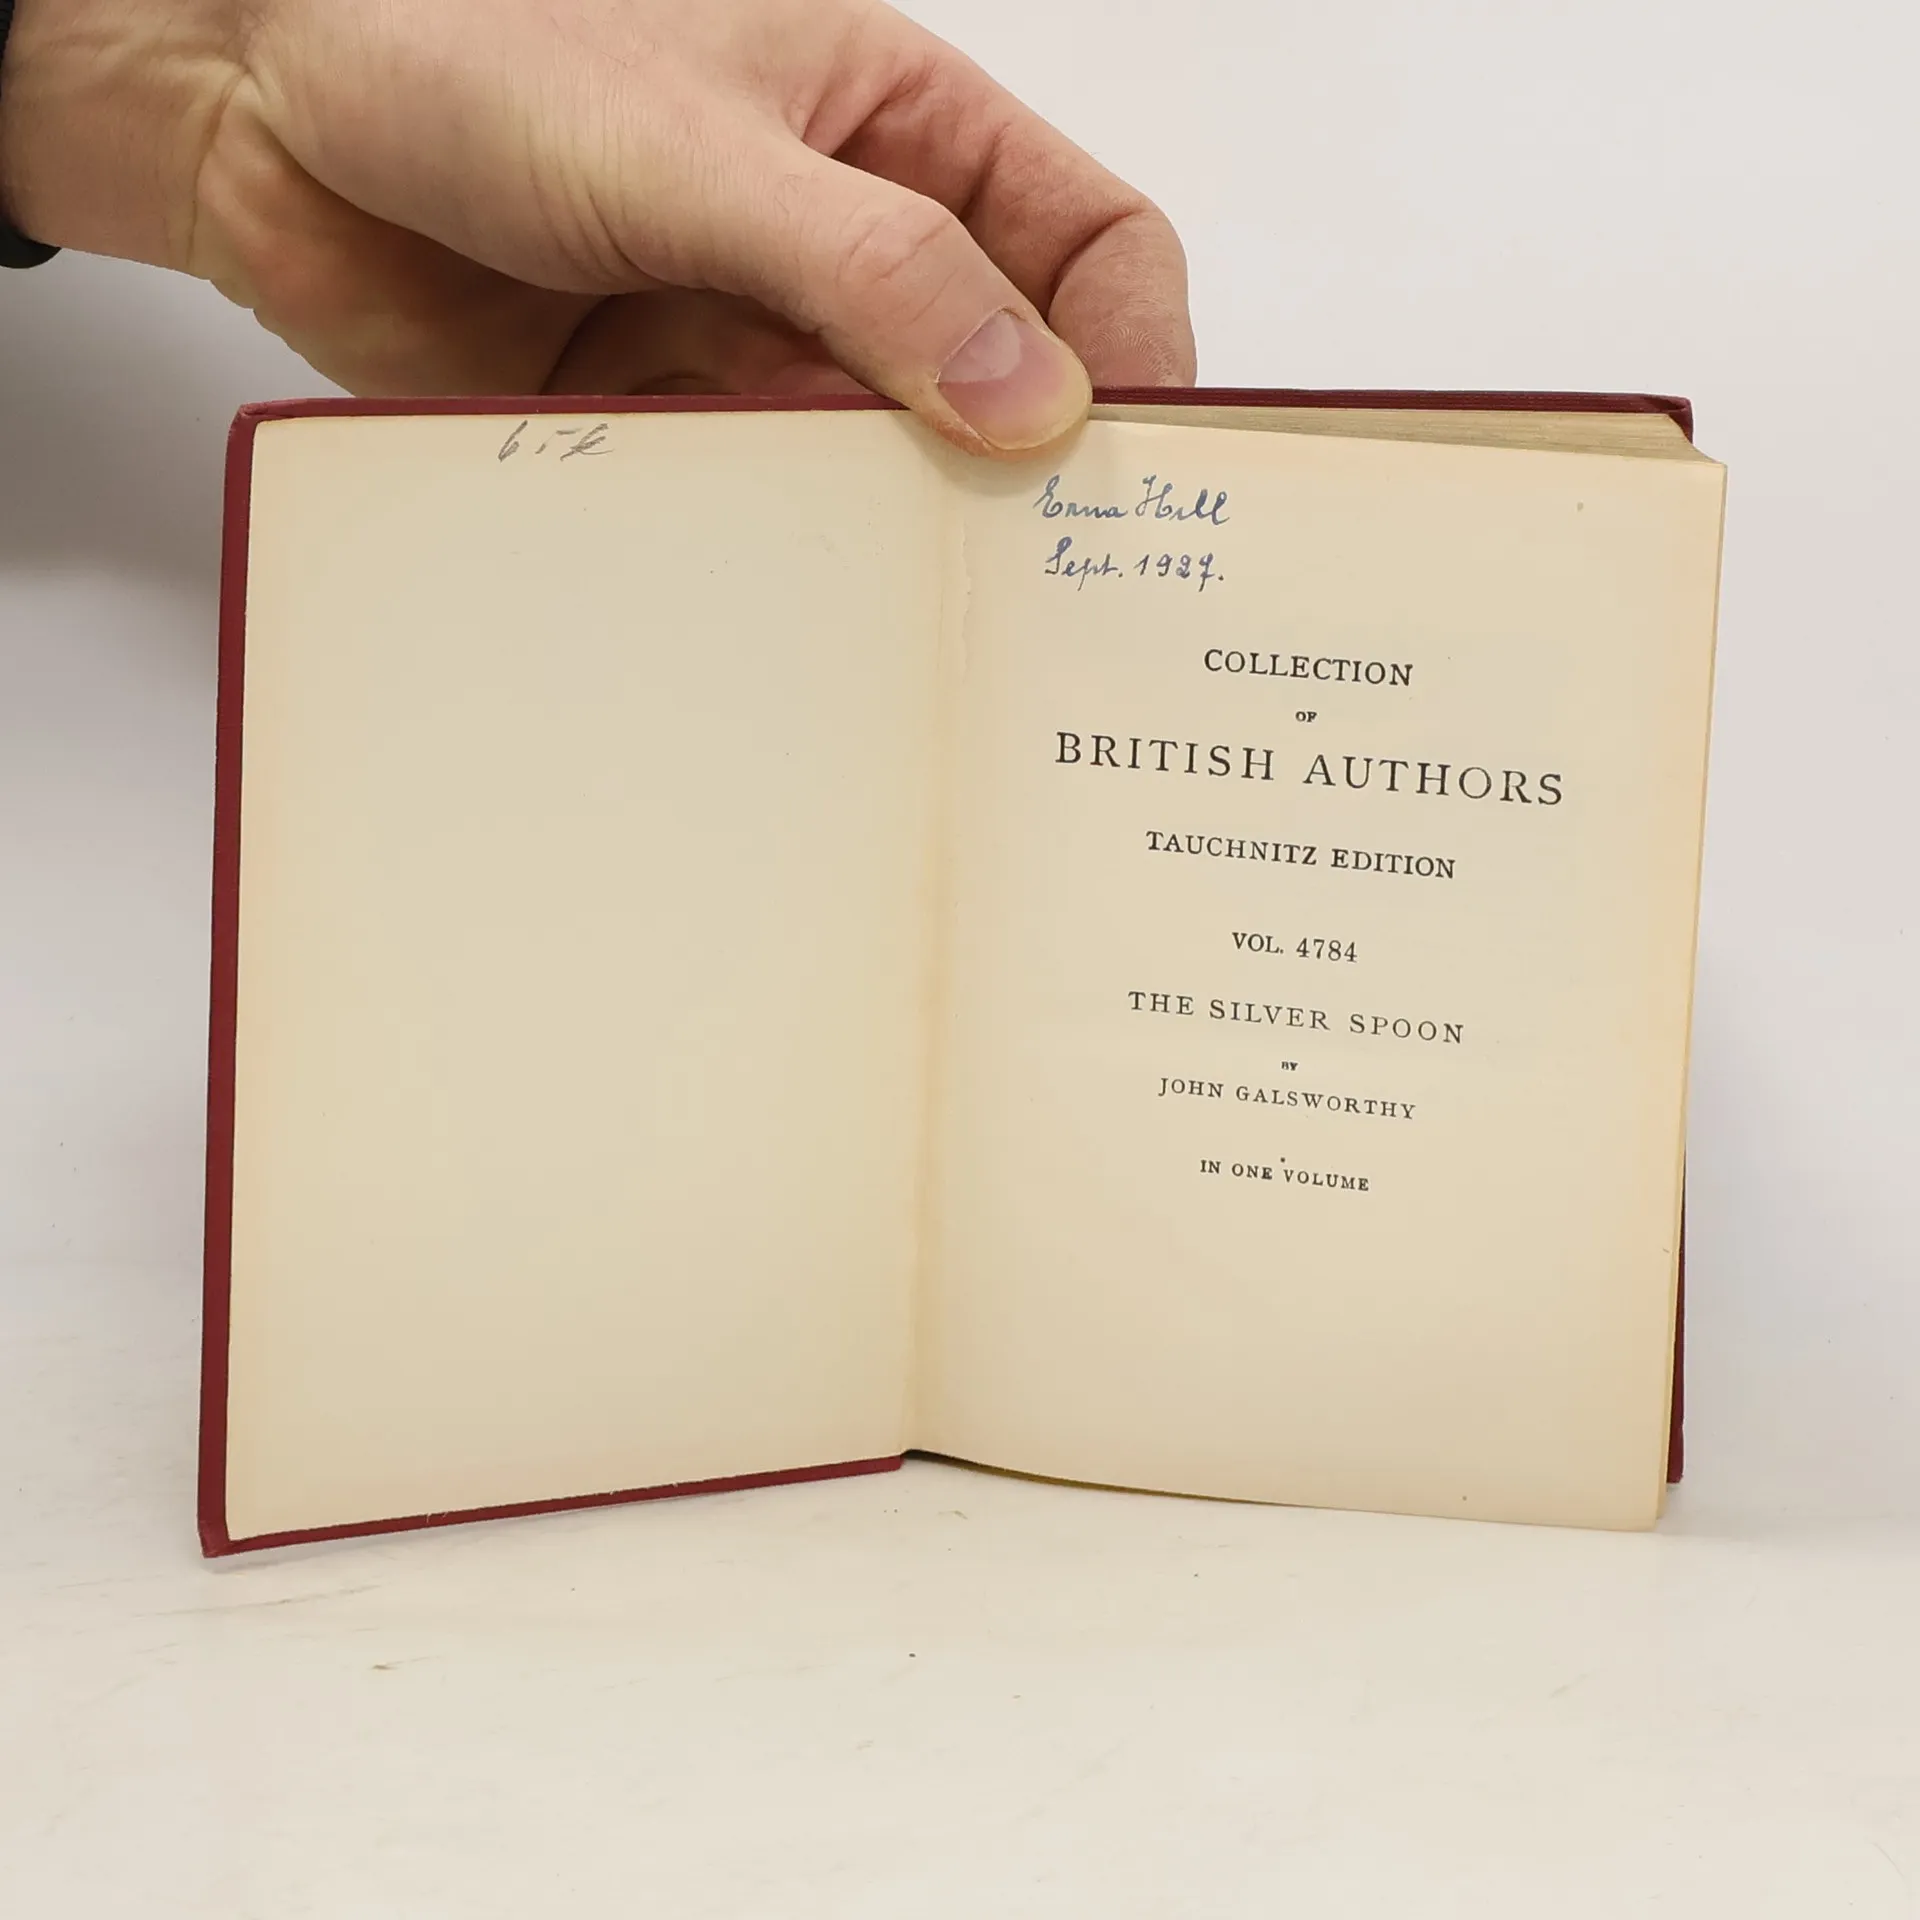 65 k
Erna Hill
Sept. 1927.
COLLECTION
OF
BRITISH AUTHORS
TAUCHNITZ EDITION
VOL. 4784
THE SILVER SPOON
BY
JOHN GALSWORTHY
IN ONE VOLUME